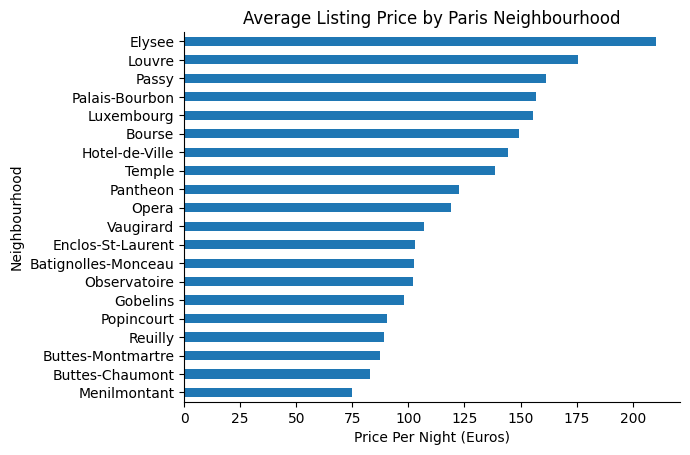 Average Listing Price by Paris Neighbourhood
Neighbourhood
Elysee
Louvre
Passy
Palais-Bourbon
Luxembourg
Bourse
Hotel-de-Ville
Temple
Pantheon
Opera
Vaugirard
Enclos-St-Laurent
Batignolles-Monceau
Observatoire
Gobelins
Popincourt
Reuilly
Buttes-Montmartre
Buttes-Chaumont
Menilmontant
0 25 50 75 100 125 150 175 200
Price Per Night (Euros)